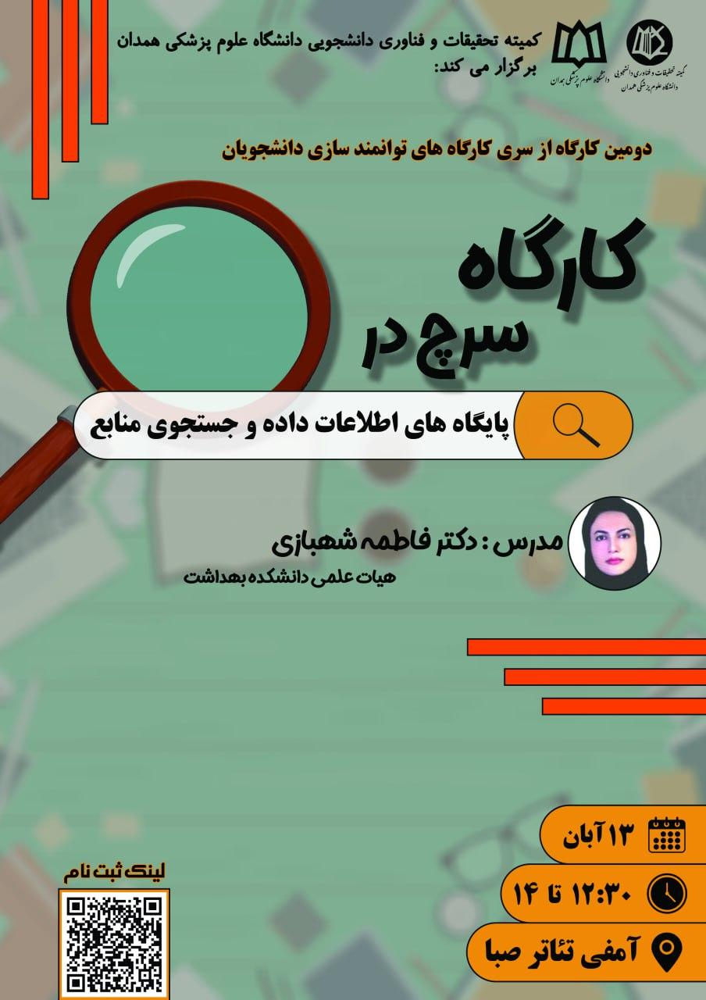 کمیته تحقیقات و فناوری دانشجویی دانشگاه علوم پزشکی همدان
برگزار می کند:
کمیته تحقیقات و فناوری دانشجویی
دانشگاه علوم پزشکی همدان
دانشگاه علوم پزشکی همدان
دومین کارگاه از سری کارگاه های توانمند سازی دانشجویان
کارگاه
سرچ در
پایگاه های اطلاعات داده و جستجوی منابع
مدرس : دکتر فاطمه شهبازی
هیات علمی دانشکده بهداشت
۱۳ آبان
۱۲:۳۰ تا ۱۴
آمفی تئاتر صبا
لینک ثبت نام